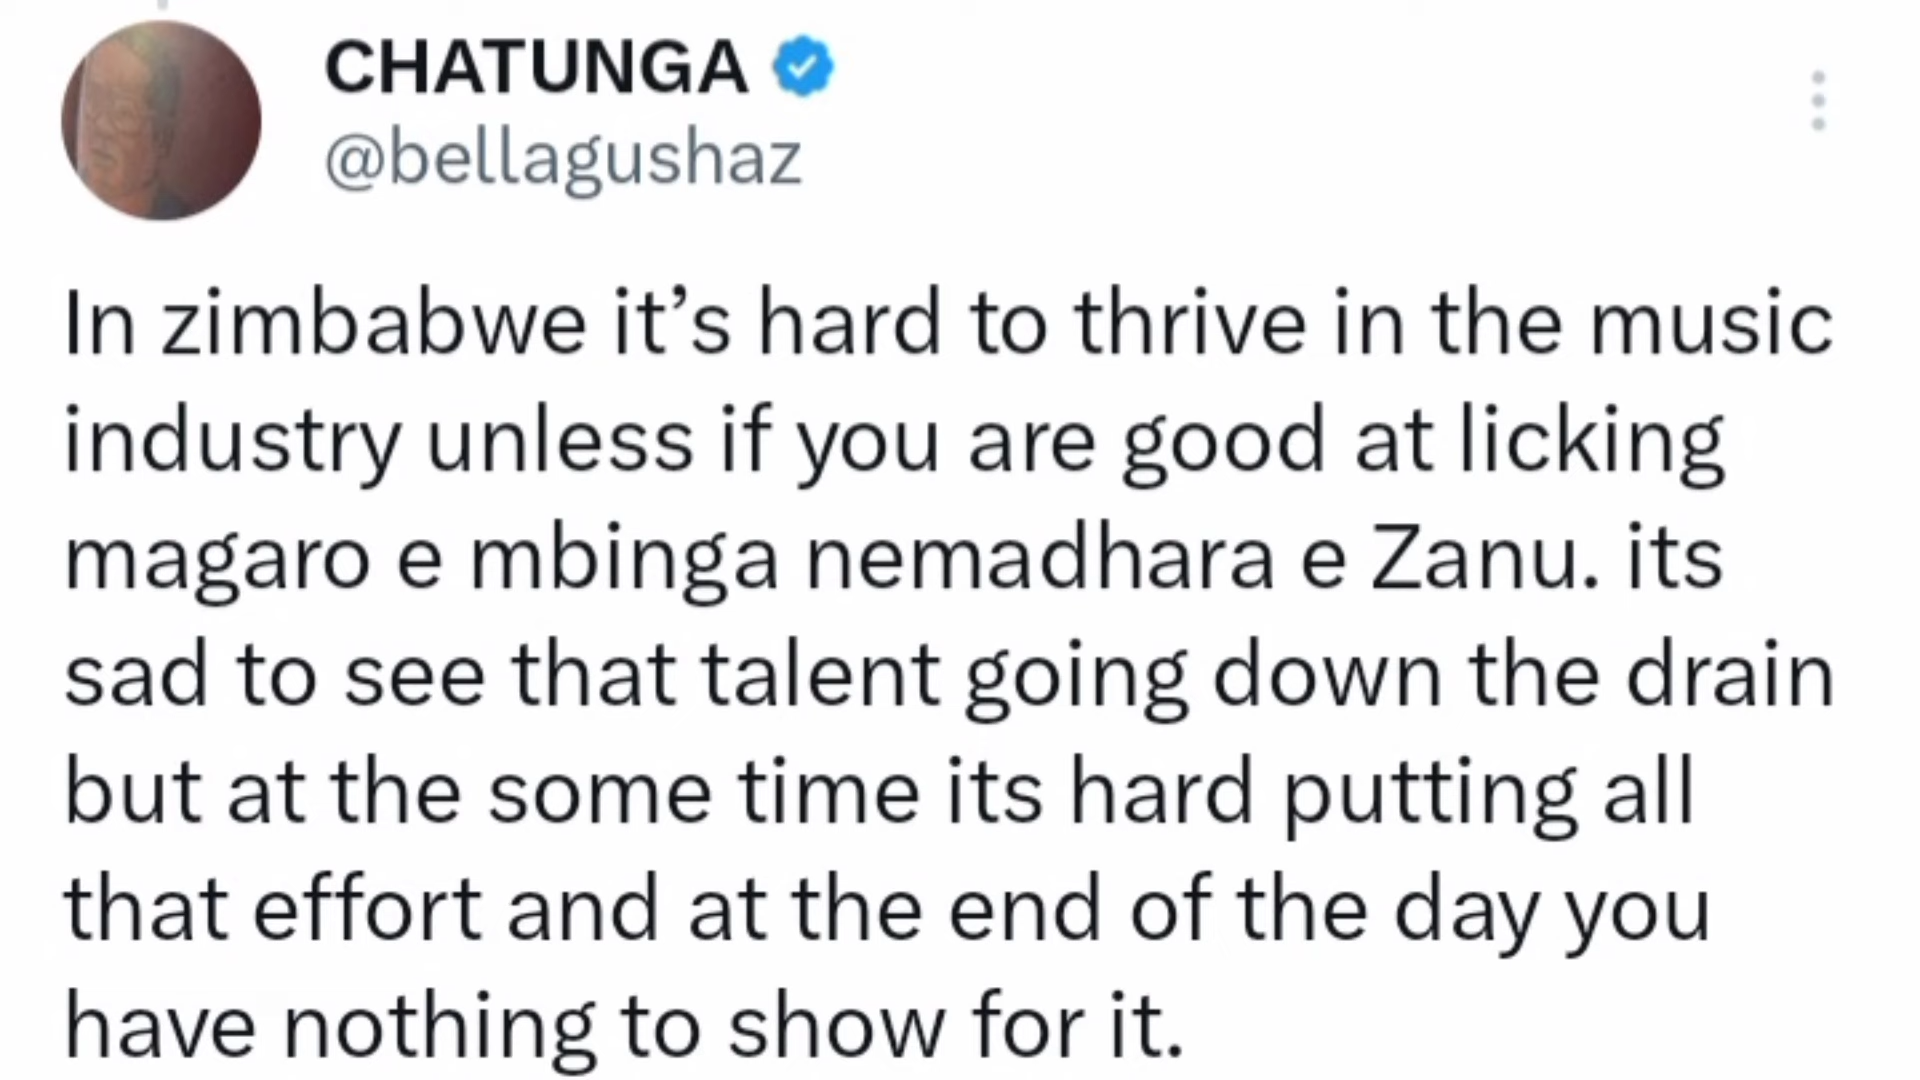 CHATUNGA
@bellagushaz
In zimbabwe it’s hard to thrive in the music
industry unless if you are good at licking
magaro e mbinga nemadhara e Zanu. its
sad to see that talent going down the drain
but at the some time its hard putting all
that effort and at the end of the day you
have nothing to show for it.